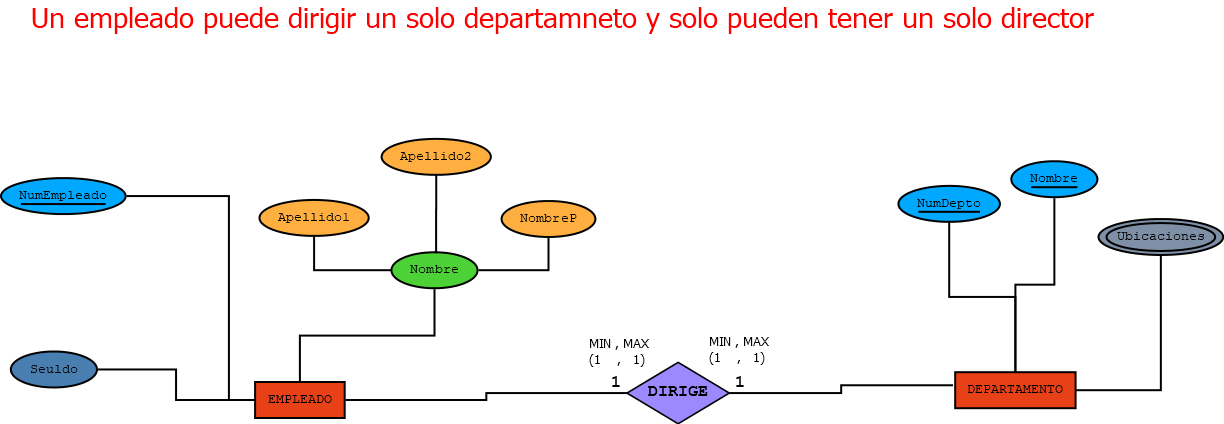 Un empleado puede dirigir un solo departamneto y solo pueden tener un solo director
Apellido2
NumEmpleado
Nombre
NumDepto
Apellido1
NombreP
Ubicaciones
Nombre
MIN , MAX
(1 , 1)
1
MIN , MAX
(1 , 1)
1
Seuldo
EMPLEADO
DIRIGE
DEPARTAMENTO